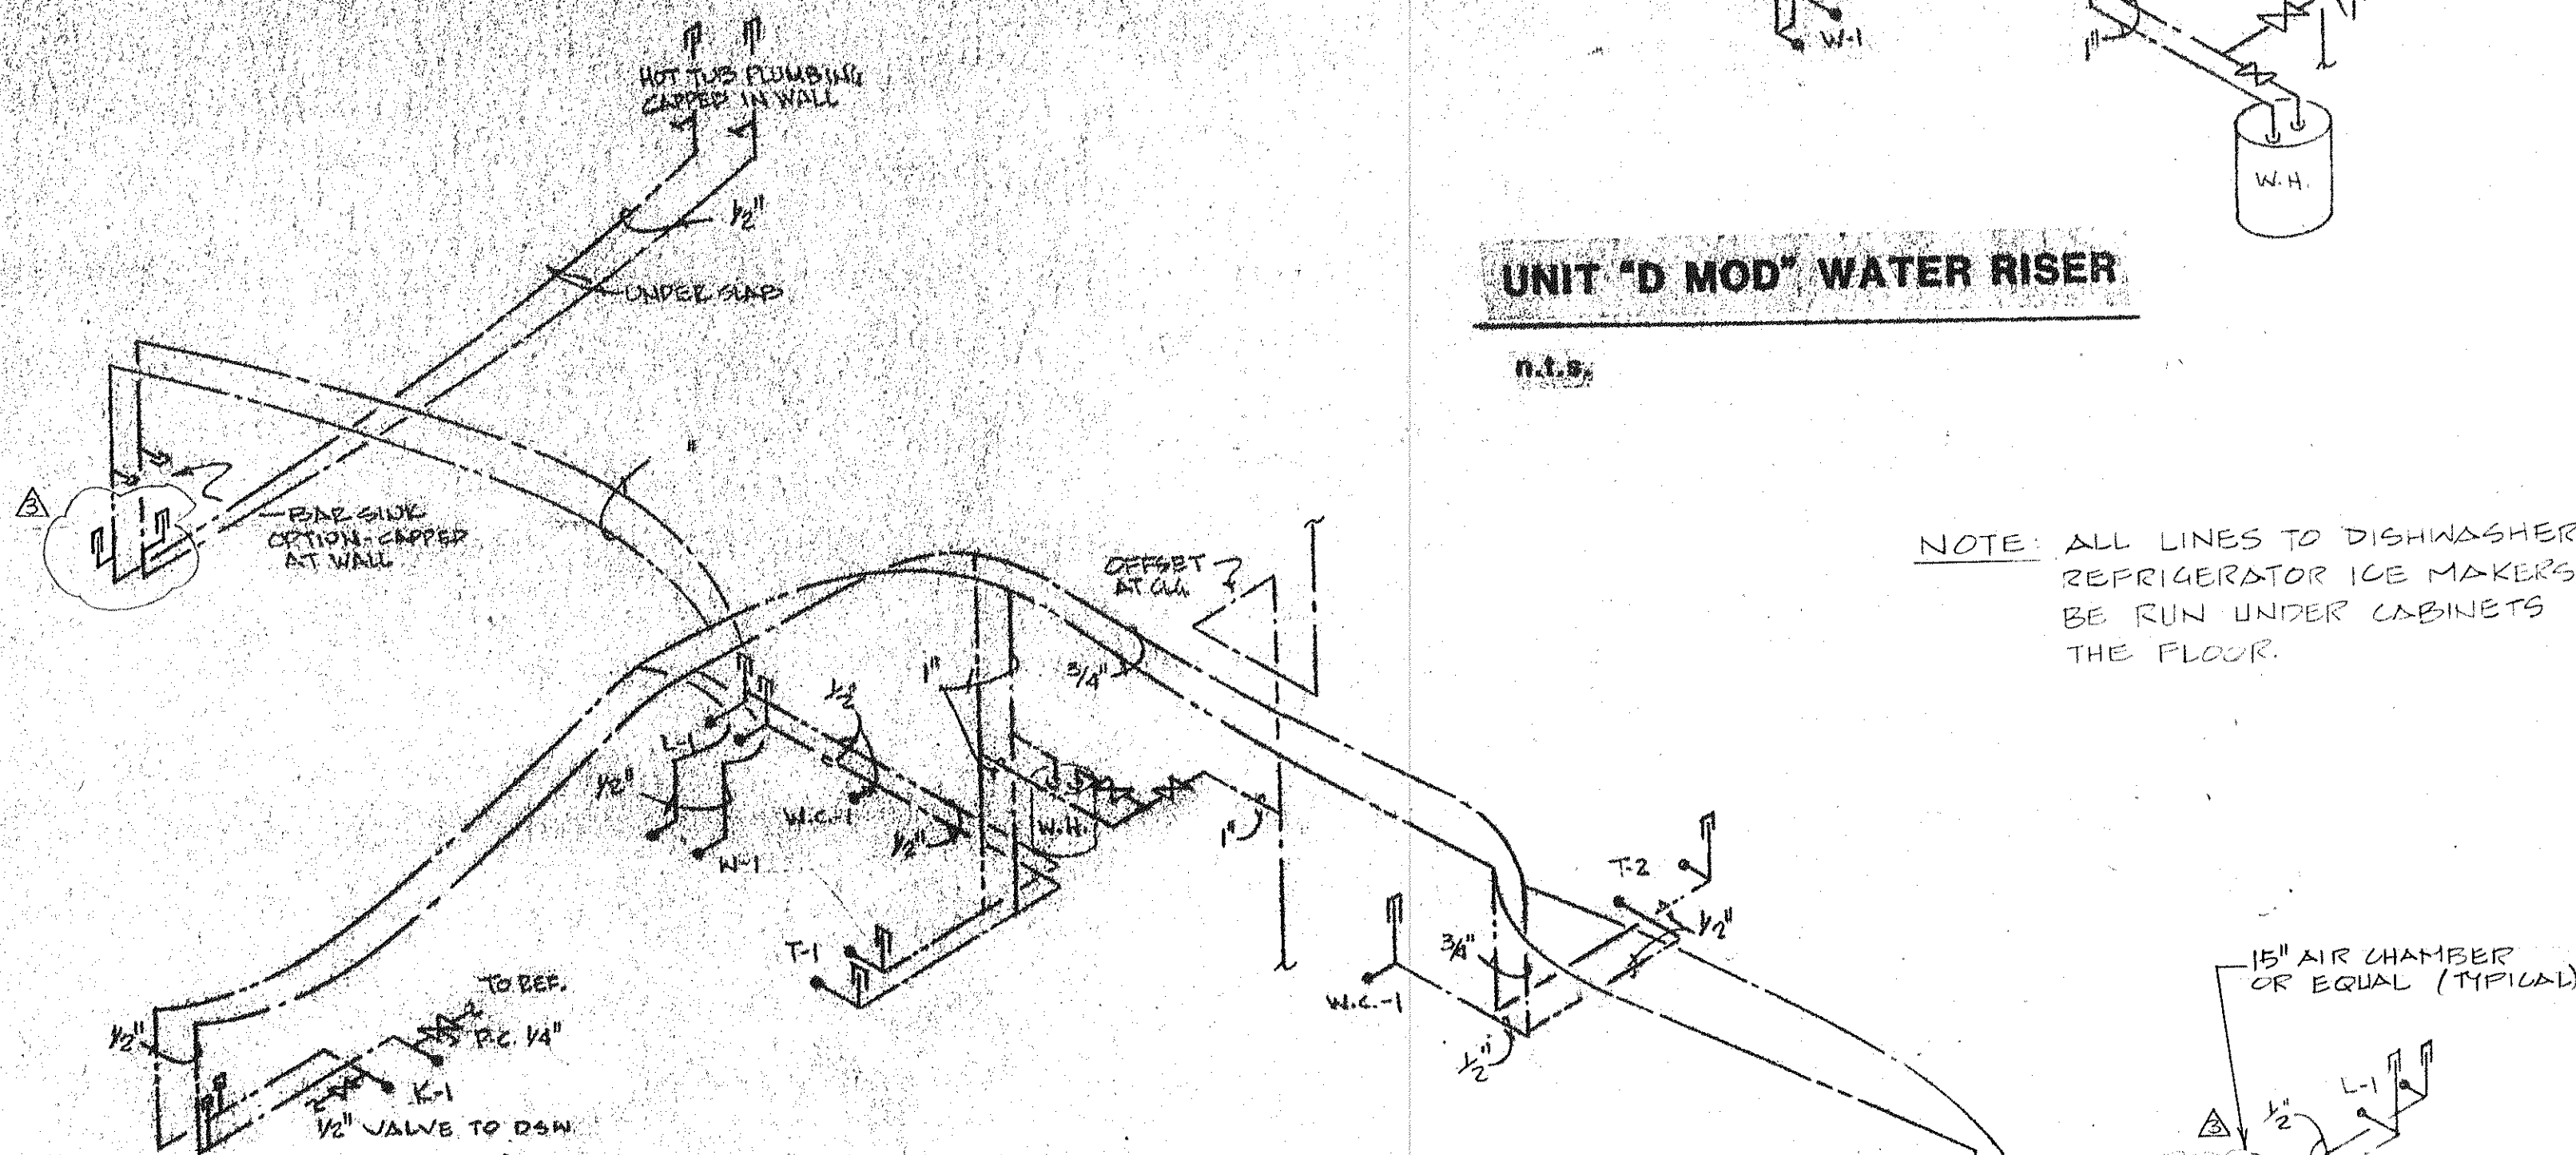 W-1
1"
HOT TUB PLUMBING
CAPPED IN WALL
W.H.
1/2"
UNDER SLAB
UNIT "D MOD" WATER RISER
n.t.s.
3
"
BAR SINK
OPTION-CAPPED
AT WALL
NOTE: ALL LINES TO DISHWASHER
REFRIGERATOR ICE MAKERS
BE RUN UNDER CABINETS
THE FLOOR.
OFFSET
AT CLG.
1"
3/4"
1/2
L-1
1/2"
W.C.-1
W.H.
1/2"
1"
W-1
T-2
1/2"
T-1
3/4"
W.C.-1
1/2"
TO REF.
P.C. 1/4"
1/2"
K-1
1/2" VALVE TO DSW
15" AIR CHAMBER
OR EQUAL (TYPICAL)
L-1
1/2"
3